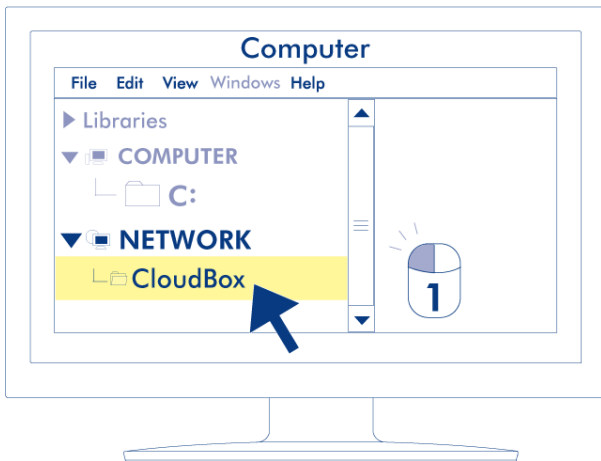 Computer
File Edit View Windows Help
Libraries
COMPUTER
C:
NETWORK
CloudBox
1